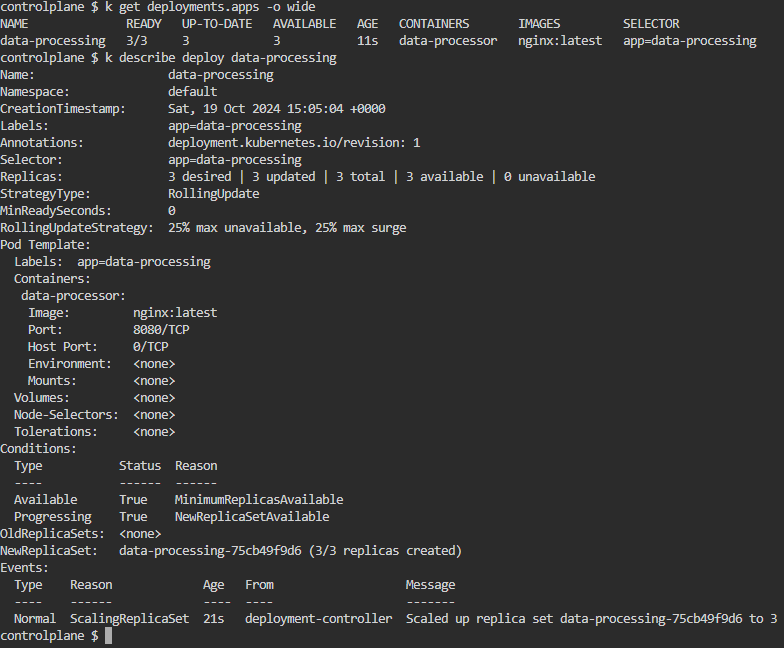 controlplane $ k get deployments.apps -o wide
NAME              READY   UP-TO-DATE   AVAILABLE   AGE   CONTAINERS       IMAGES         SELECTOR
data-processing   3/3     3            3           11s   data-processor   nginx:latest   app=data-processing
controlplane $ k describe deploy data-processing
Name:                   data-processing
Namespace:              default
CreationTimestamp:      Sat, 19 Oct 2024 15:05:04 +0000
Labels:                 app=data-processing
Annotations:            deployment.kubernetes.io/revision: 1
Selector:               app=data-processing
Replicas:               3 desired | 3 updated | 3 total | 3 available | 0 unavailable
StrategyType:           RollingUpdate
MinReadySeconds:        0
RollingUpdateStrategy:  25% max unavailable, 25% max surge
Pod Template:
  Labels:  app=data-processing
  Containers:
   data-processor:
    Image:         nginx:latest
    Port:          8080/TCP
    Host Port:     0/TCP
    Environment:   <none>
    Mounts:        <none>
  Volumes:         <none>
  Node-Selectors:  <none>
  Tolerations:     <none>
Conditions:
  Type           Status  Reason
  ----           ------  ------
  Available      True    MinimumReplicasAvailable
  Progressing    True    NewReplicaSetAvailable
OldReplicaSets:  <none>
NewReplicaSet:   data-processing-75cb49f9d6 (3/3 replicas created)
Events:
  Type    Reason             Age   From                   Message
  ----    ------             ----  ----                   -------
  Normal  ScalingReplicaSet  21s   deployment-controller  Scaled up replica set data-processing-75cb49f9d6 to 3
controlplane $